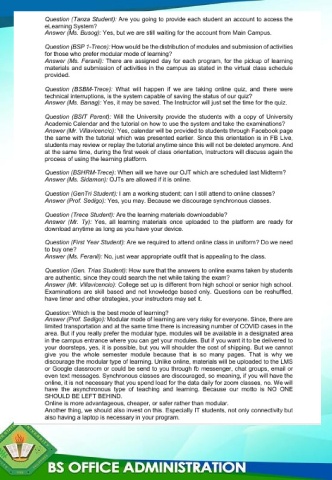 Question (Tanza Student): Are you going to provide each student an account to access the
eLearning System?
Answer (Ms. Busog): Yes, but we are still waiting for the account from Main Campus.
Question (BSP 1-Trece): How would be the distribution of modules and submission of activities
for those who prefer modular mode of learning?
Answer (Ms. Feranil): There are assigned day for each program, for the pickup of learning
materials and submission of activities in the campus as stated in the virtual class schedule
provided.
Question (BSBM-Trece): What will happen if we are taking online quiz, and there were
technical interruptions, is the system capable of saving the status of our quiz?
Answer (Ms. Banag): Yes, it may be saved. The Instructor will just set the time for the quiz.
Question (BSIT Parent): Will the University provide the students with a copy of University
Academic Calendar and the tutorial on how to use the system and take the examinations?
Answer (Mr. Villavicencio): Yes, calendar will be provided to students through Facebook page
the same with the tutorial which was presented earlier. Since this orientation is in FB Live,
students may review or replay the tutorial anytime since this will not be deleted anymore. And
at the same time, during the first week of class orientation, Instructors will discuss again the
process of using the learning platform.
Question (BSHRM-Trece): When will we have our OJT which are scheduled last Midterm?
Answer (Ms. Sidamon): OJTs are allowed if it is online.
Question (GenTri Student): I am a working student; can I still attend to online classes?
Answer (Prof. Sedigo): Yes, you may. Because we discourage synchronous classes.
Question (Trece Student): Are the learning materials downloadable?
Answer (Mr. Ty): Yes, all learning materials once uploaded to the platform are ready for
download anytime as long as you have your device.
Question (First Year Student): Are we required to attend online class in uniform? Do we need
to buy one?
Answer (Ms. Feranil): No, just wear appropriate outfit that is appealing to the class.
Question (Gen. Trias Student): How sure that the answers to online exams taken by students
are authentic, since they could search the net while taking the exam?
Answer (Mr. Villavicencio): College set up is different from high school or senior high school.
Examinations are skill based and not knowledge based only. Questions can be reshuffled,
have timer and other strategies, your instructors may set it.
Question: Which is the best mode of learning?
Answer (Prof. Sedigo): Modular mode of learning are very risky for everyone. Since, there are
limited transportation and at the same time there is increasing number of COVID cases in the
area. But if you really prefer the modular type, modules will be available in a designated area
in the campus entrance where you can get your modules. But if you want it to be delivered to
your doorsteps, yes, it is possible, but you will shoulder the cost of shipping. But we cannot
give you the whole semester module because that is so many pages. That is why we
discourage the modular type of learning. Unlike online, materials will be uploaded to the LMS
or Google classroom or could be send to you through fb messenger, chat groups, email or
even text messages. Synchronous classes are discouraged, so meaning, if you will have the
online, it is not necessary that you spend load for the data daily for zoom classes, no. We will
have the asynchronous type of teaching and learning. Because our motto is NO ONE
SHOULD BE LEFT BEHIND.
Online is more advantageous, cheaper, or safer rather than modular.
Another thing, we should also invest on this. Especially IT students, not only connectivity but
also having a laptop is necessary in your program.
BS OFFICE ADMINISTRATION